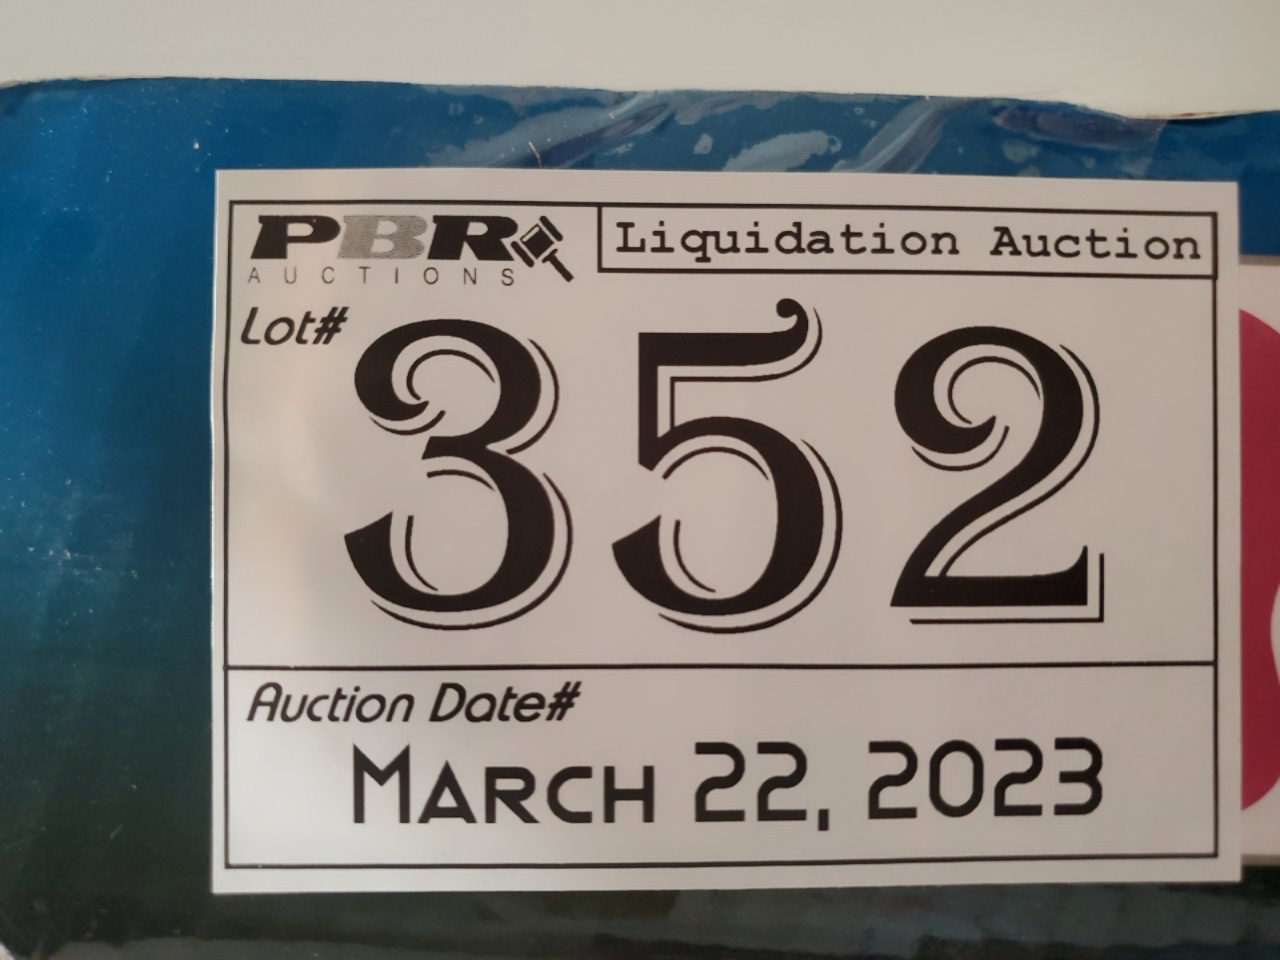 PBR
AUCTIONS
Liquidation Auction
Lot#
352
Auction Date#
March 22, 2023